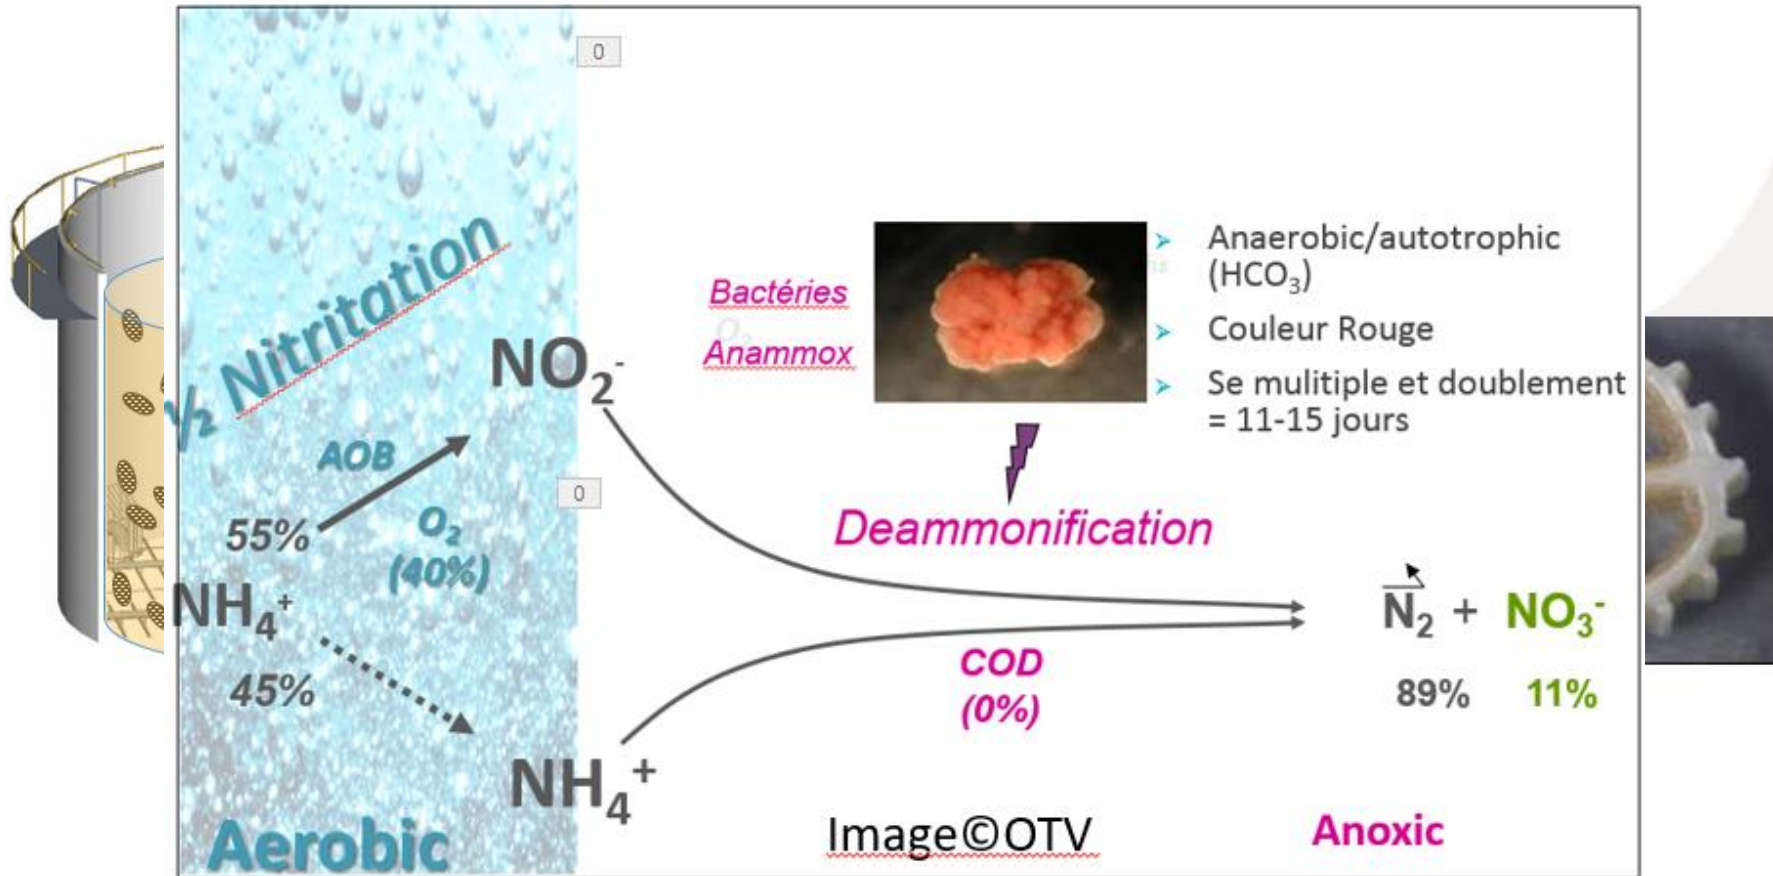 0
½ Nitritation
NO₂⁻
AOB
55%
O₂
(40%)
0
NH₄⁺
45%
NH₄⁺
Aerobic
Bactéries
O₂
Anammox
Anaerobic/autotrophic
(HCO₃)
Couleur Rouge
Se mulitiple et doublement
= 11-15 jours
Deammonification
COD
(0%)
N₂ + NO₃⁻
89% 11%
Image©OTV
Anoxic